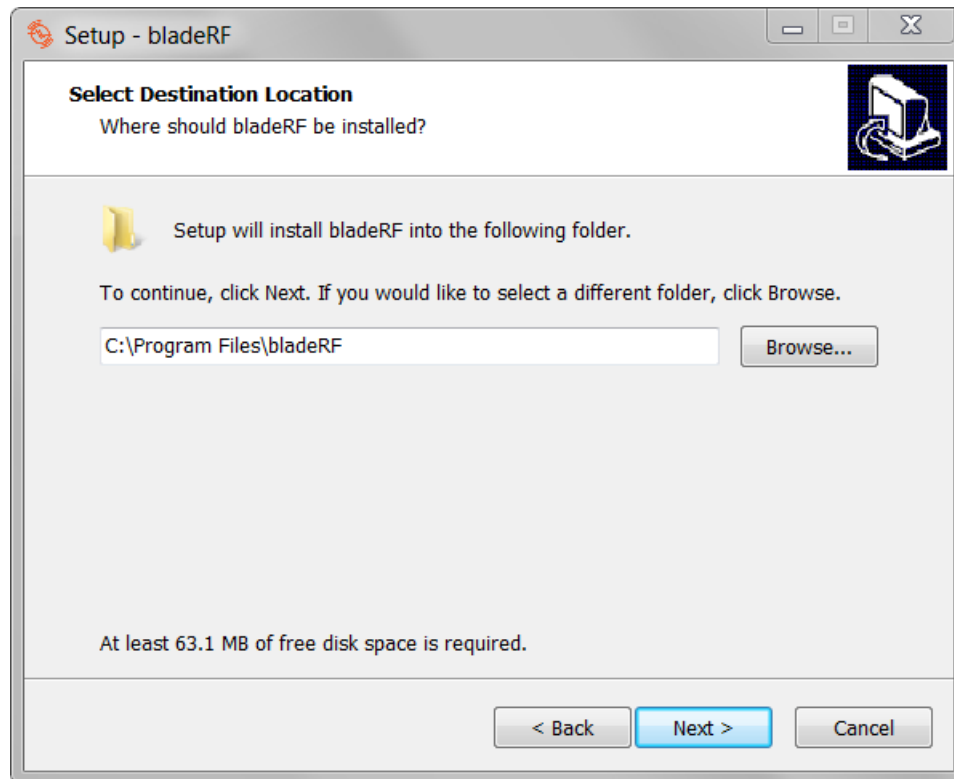 Setup - bladeRF
Select Destination Location
Where should bladeRF be installed?
Setup will install bladeRF into the following folder.
To continue, click Next. If you would like to select a different folder, click Browse.
C:\Program Files\bladeRF
Browse...
At least 63.1 MB of free disk space is required.
< Back
Next >
Cancel